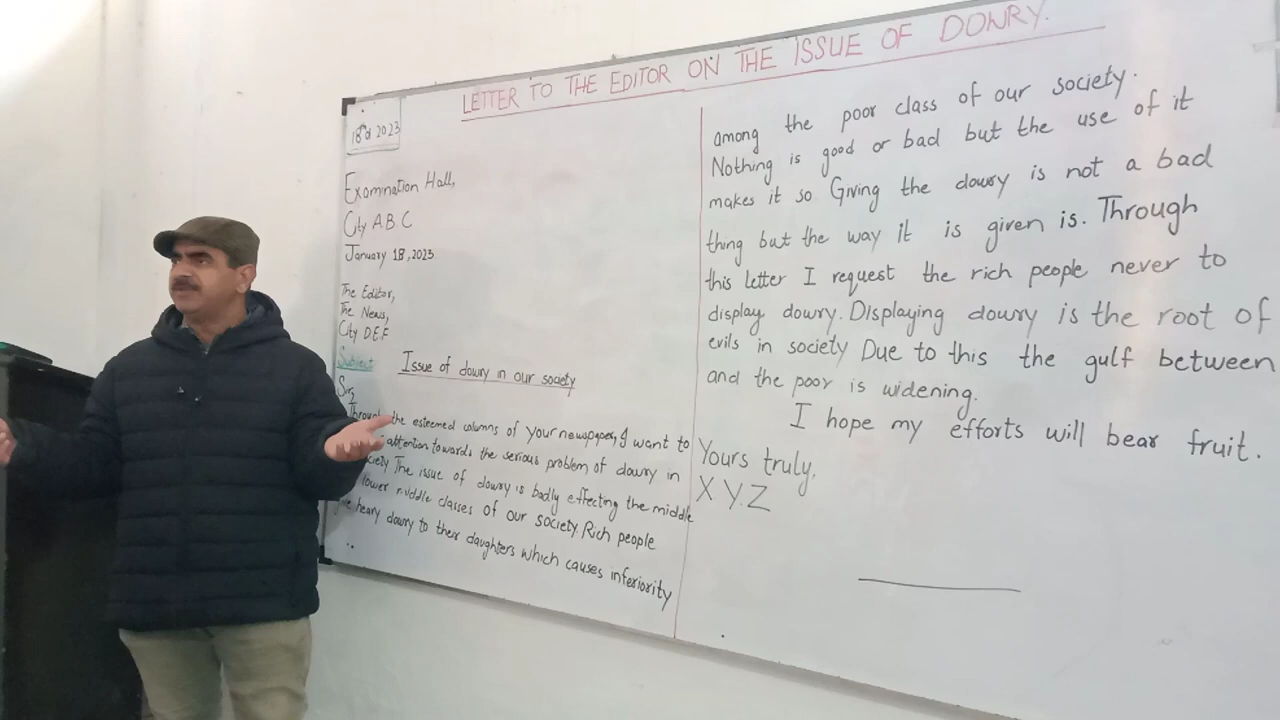 LETTER TO THE EDITOR ON THE ISSUE OF DOWRY.
2023
Examination Hall,
City A B C
January 18, 2023
The Editor,
The News,
City D.E.F
Subject
Issue of dowry in our society
Sir,
Through the esteemed columns of your newspaper, I want to
attention towards the serious problem of dowry in
The issue of dowry is badly effecting the middle
lower middle classes of our society. Rich people
heavy dowry to their daughters which causes inferiority
among the poor class of our society.
Nothing is good or bad but the use of it
makes it so Giving the dowry is not a bad
thing but the way it is given is. Through
this letter I request the rich people never to
display dowry. Displaying dowry is the root of
evils in society Due to this the gulf between
and the poor is widening.
I hope my efforts will bear fruit.
Yours truly,
X Y.Z